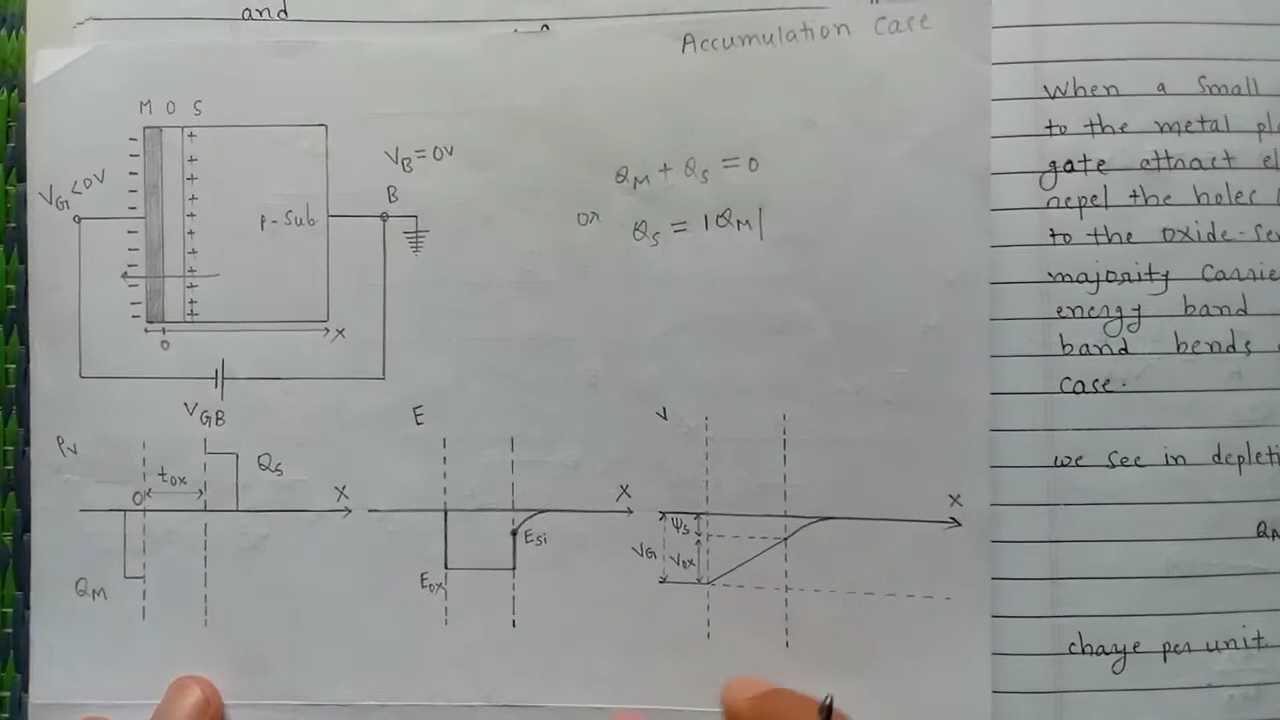 and
Accumulation Case
M O S
VG<0V
VB=0V
B
P-Sub
0
X
VGB
QM + QS = 0
or
QS = |QM|
ρv
tox
QS
0
X
QM
E
X
ESi
Eox
V
X
ψs
VG
Vox
When a small
to the metal pl
gate attract el
repel the holes
to the oxide-se
majority carrie
energy band
band bends
case.
we see in depleti
charge per unit